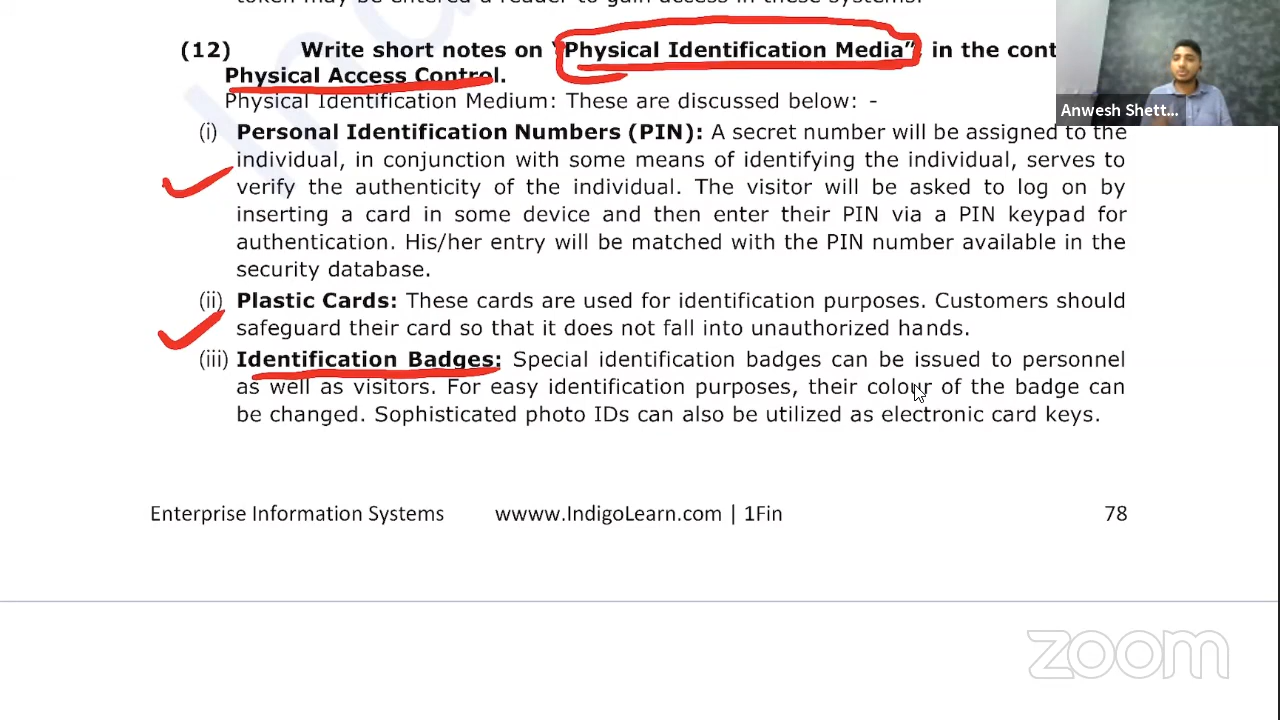 token may be entered a reader to gain access in these systems.
(12) Write short notes on "Physical Identification Media" in the cont
Physical Access Control.
Physical Identification Medium: These are discussed below: -
(i) Personal Identification Numbers (PIN): A secret number will be assigned to the
individual, in conjunction with some means of identifying the individual, serves to
verify the authenticity of the individual. The visitor will be asked to log on by
inserting a card in some device and then enter their PIN via a PIN keypad for
authentication. His/her entry will be matched with the PIN number available in the
security database.
(ii) Plastic Cards: These cards are used for identification purposes. Customers should
safeguard their card so that it does not fall into unauthorized hands.
(iii) Identification Badges: Special identification badges can be issued to personnel
as well as visitors. For easy identification purposes, their colour of the badge can
be changed. Sophisticated photo IDs can also be utilized as electronic card keys.
Enterprise Information Systems wwww.IndigoLearn.com | 1Fin 78
Anwesh Shett...
zoom